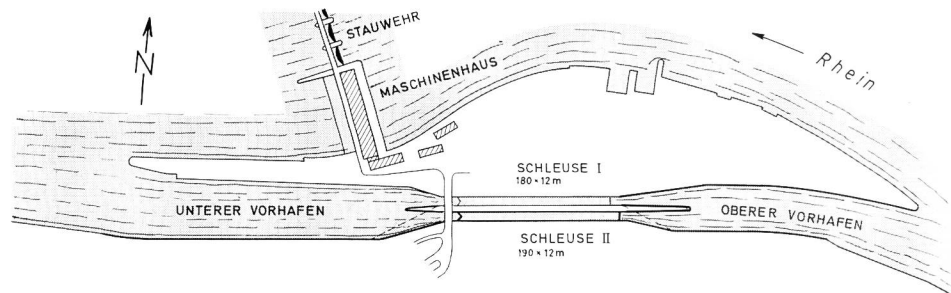 N
STAUWEHR
MASCHINENHAUS
Rhein
SCHLEUSE I
180 × 12 m
UNTERER VORHAFEN
OBERER VORHAFEN
SCHLEUSE II
190 × 12 m